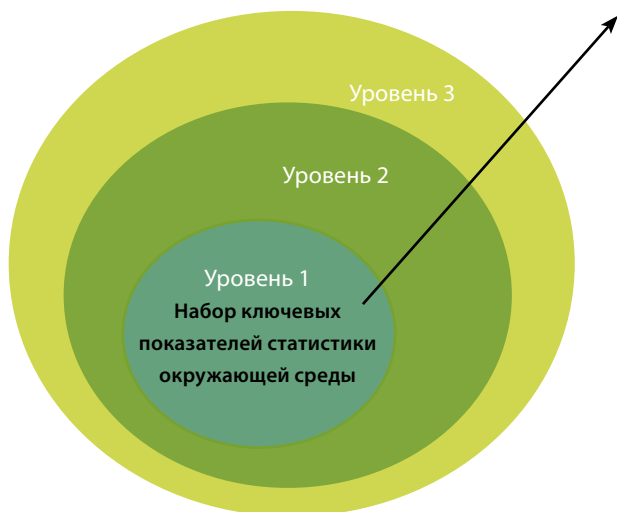 Уровень 3
Уровень 2
Уровень 1
Набор ключевых
показателей статистики
окружающей среды